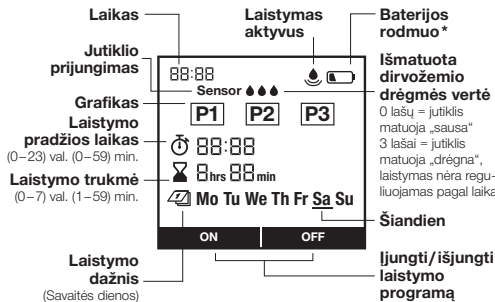 Laikas
Laistymas
aktyvus
Baterijos
rodmuo*
Jutiklio
prijungimas
88:88
Sensor
Išmatuota
dirvožemio
drėgmės vertė
0 lašų = jutiklis
matuoja „sausa“
3 lašai = jutiklis
matuoja „drėgna“,
laistymas nėra regu-
liuojamas pagal laiką
Grafikas
P1 P2 P3
Laistymo
pradžios laikas
(0–23) val. (0–59) min.
88:88
Laistymo trukmė
(0–7) val. (1–59) min.
8hrs 88min
Mo Tu We Th Fr Sa Su
Šiandien
ON OFF
Laistymo
dažnis
(Savaitės dienos)
Įjungti/išjungti
laistymo
programą